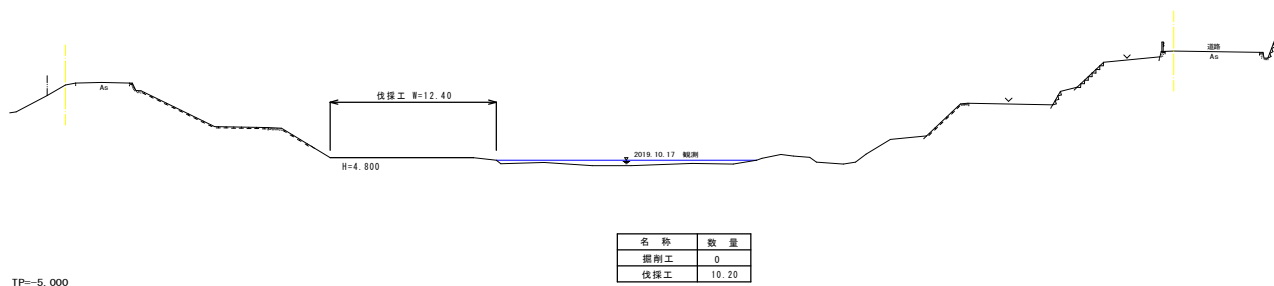 道路
As
As
伐採工 W=12.40
2019.10.17 観測
H=4.800
名 称 数 量
掘削工 0
伐採工 10.20
TP=-5.000